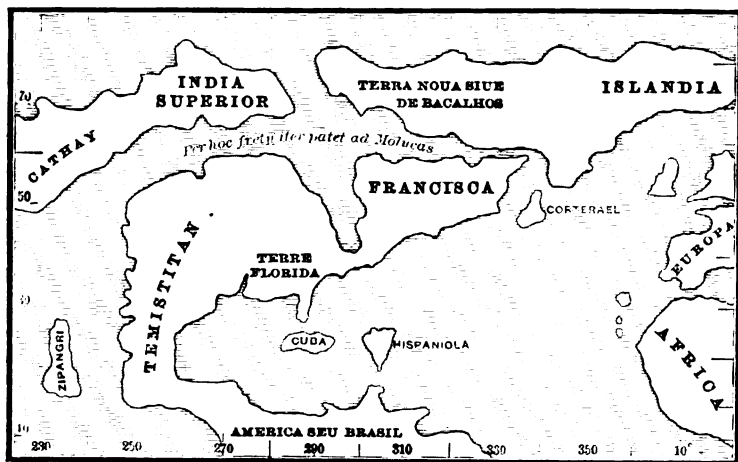 INDIA
SUPERIOR
TERRA NOUA SIUE
DE BACALHOS
ISLANDIA
70
per hoc fretu iter patet ad Molucas
CATHAY
FRANCISCA
50
CORTERAEL
EUROPA
TERRE
FLORIDA
TEMISTITAN
30
ZIPANGRI
CUBA
HISPANIOLA
AFRICA
AMERICA SEU BRASIL
10
230 250 270 290 310 330 350 10°